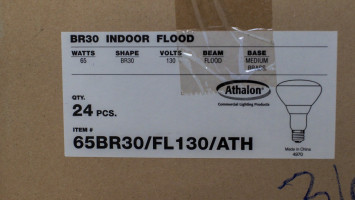 BR30 INDOOR FLOOD
WATTS SHAPE VOLTS BEAM BASE
65 BR30 130 FLOOD MEDIUM
BRASS
Athalon®
Commercial Lighting Products
QTY.
24 PCS.
ITEM #
65BR30/FL130/ATH
Made in China